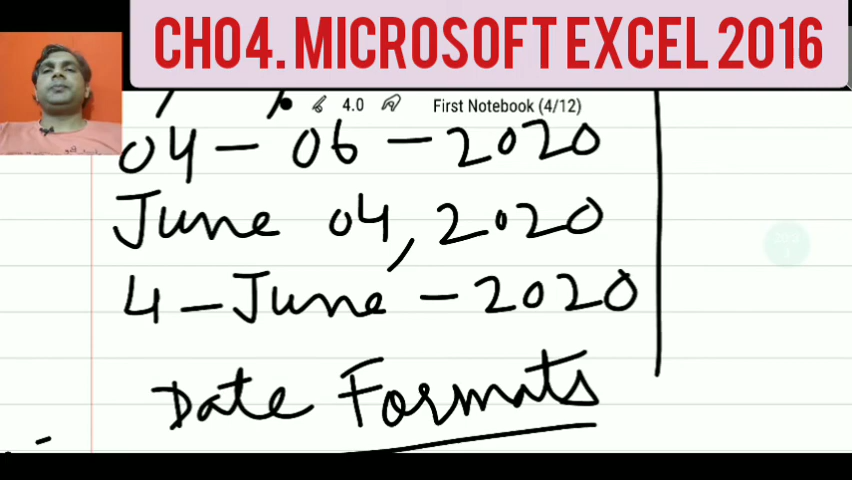 CH04. MICROSOFT EXCEL 2016
4.0 First Notebook (4/12)
04-06-2020
June 04, 2020
4-June-2020
Date Formats